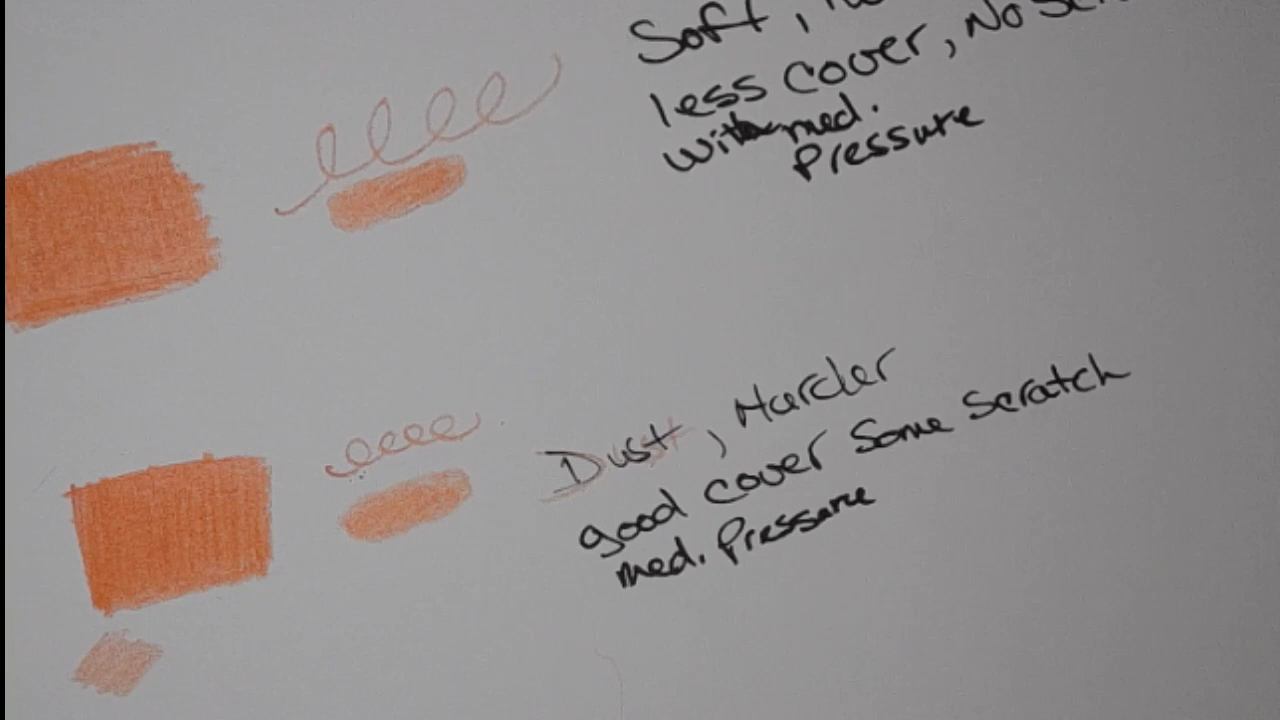 Soft,
less cover, No
with med.
Pressure
Dust, Harder
good cover Some Scratch
med. Pressure